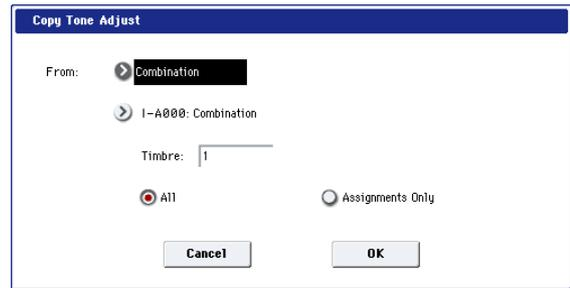 Copy Tone Adjust
From: Combination
I-A000: Combination
Timbre: 1
All Assignments Only
Cancel OK